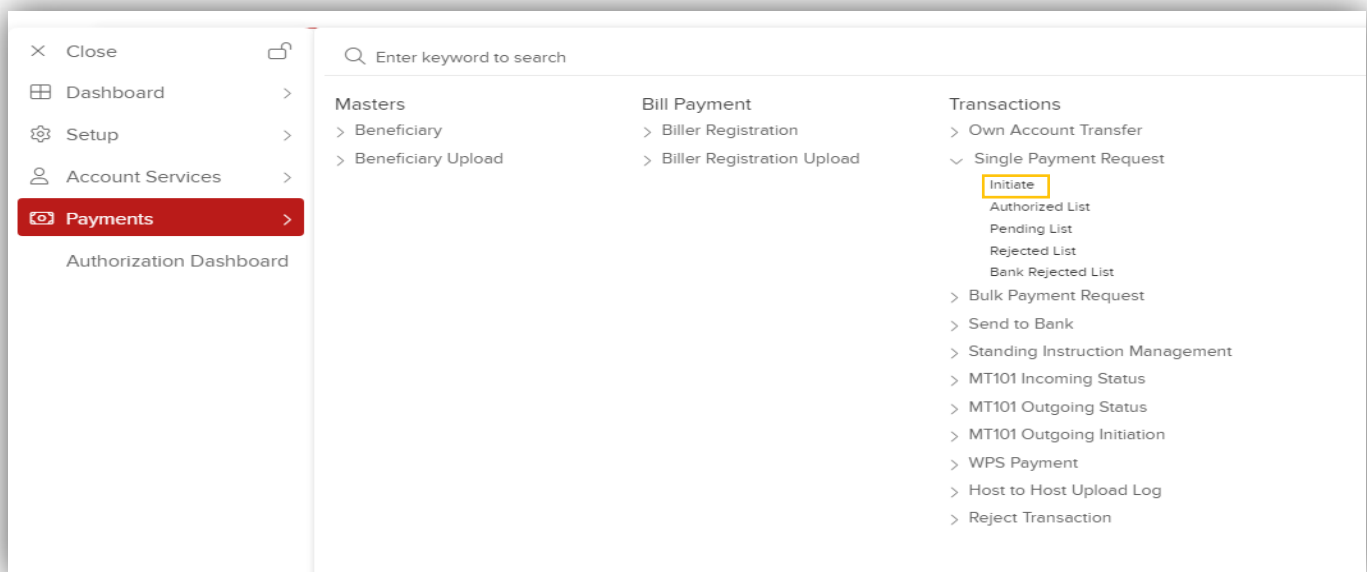 Close
Dashboard
Setup
Account Services
Payments
Authorization Dashboard
Enter keyword to search
Masters
Beneficiary
Beneficiary Upload
Bill Payment
Biller Registration
Biller Registration Upload
Transactions
Own Account Transfer
Single Payment Request
Initiate
Authorized List
Pending List
Rejected List
Bank Rejected List
Bulk Payment Request
Send to Bank
Standing Instruction Management
MT101 Incoming Status
MT101 Outgoing Status
MT101 Outgoing Initiation
WPS Payment
Host to Host Upload Log
Reject Transaction